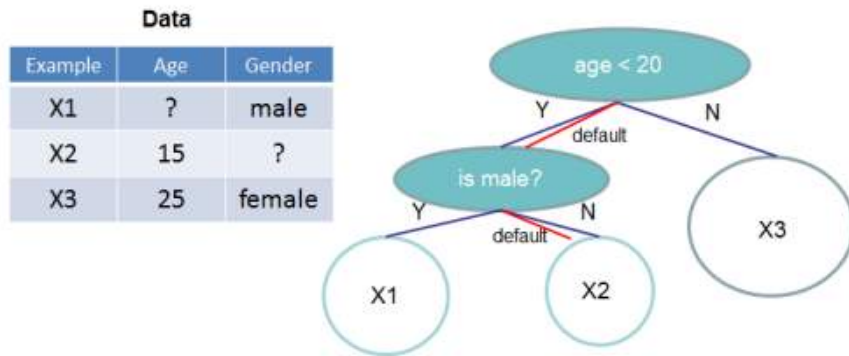 Data
Example Age Gender
X1 ? male
X2 15 ?
X3 25 female
age < 20
Y N
default
is male?
Y N
default
X1 X2 X3